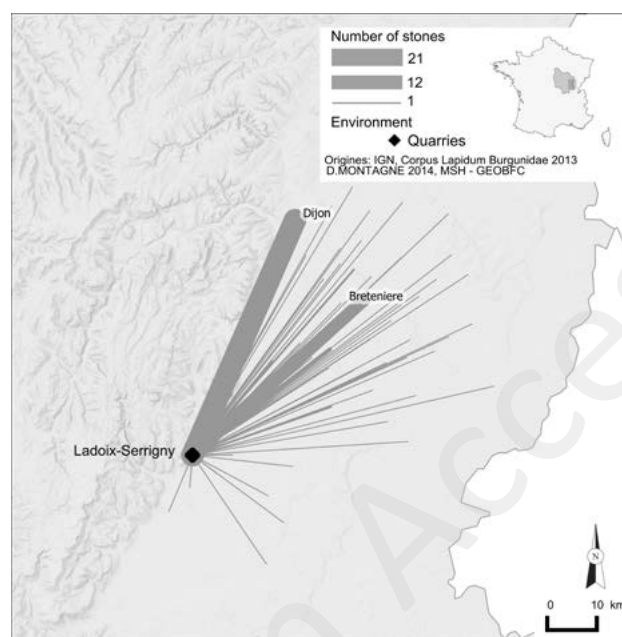 Number of stones
21
12
1
Environment
Quarries
Origines: IGN, Corpus Lapidum Burgunidae 2013
D.MONTAGNE 2014, MSH - GEOBFC
Dijon
Breteniere
Ladoix-Serrigny
N
0 10 km